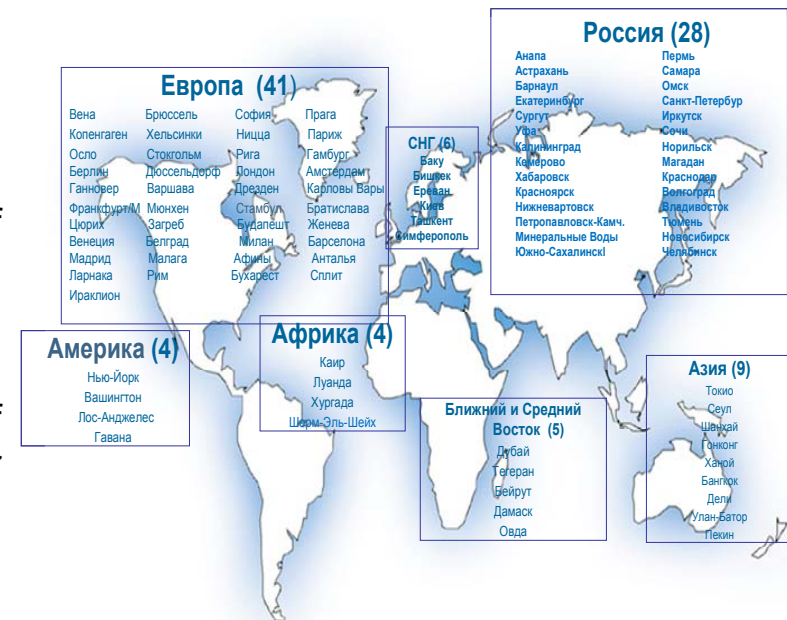 Европа (41)
Вена Брюссель София Прага
Копенгаген Хельсинки Ницца Париж
Осло Стокгольм Рига Гамбург
Берлин Дюссельдорф Лондон Амстердам
Ганновер Варшава Дрезден Карловы Вары
Франкфурт/М Мюнхен Стамбул Братислава
Цюрих Загреб Будапешт Женева
Венеция Белград Милан Барселона
Мадрид Малага Афины Анталья
Ларнака Рим Бухарест Сплит
Ираклион
СНГ (6)
Баку
Бишкек
Ереван
Киев
Ташкент
Симферополь
Россия (28)
Анапа Пермь
Астрахань Самара
Барнаул Омск
Екатеринбург Санкт-Петербур
Сургут Иркутск
Уфа Сочи
Калининград Норильск
Кемарово Магадан
Хабаровск Краснодар
Красноярск Волгоград
Нижневартовск Владивосток
Петропавловск-Камч. Тюмень
Минеральные Воды Новосибирск
Южно-Сахалинскl Челябинск
Америка (4)
Нью-Йорк
Вашингтон
Лос-Анджелес
Гавана
Африка (4)
Каир
Луанда
Хургада
Шорм-Эль-Шейх
Ближний и Средний
Восток (5)
Дубай
Тегеран
Бейрут
Дамаск
Овда
Азия (9)
Токио
Сеул
Шанхай
Гонконг
Ханой
Бангкок
Дели
Улан-Батор
Пекин